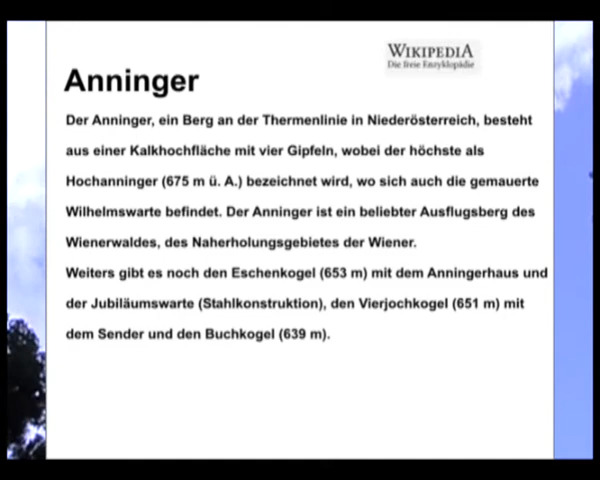 WIKIPEDIA
Die freie Enzyklopädie
Anninger
Der Anninger, ein Berg an der Thermenlinie in Niederösterreich, besteht
aus einer Kalkhochfläche mit vier Gipfeln, wobei der höchste als
Hochanninger (675 m ü. A.) bezeichnet wird, wo sich auch die gemauerte
Wilhelmswarte befindet. Der Anninger ist ein beliebter Ausflugsberg des
Wienerwaldes, des Naherholungsgebietes der Wiener.
Weiters gibt es noch den Eschenkogel (653 m) mit dem Anningerhaus und
der Jubiläumswarte (Stahlkonstruktion), den Vierjochkogel (651 m) mit
dem Sender und den Buchkogel (639 m).